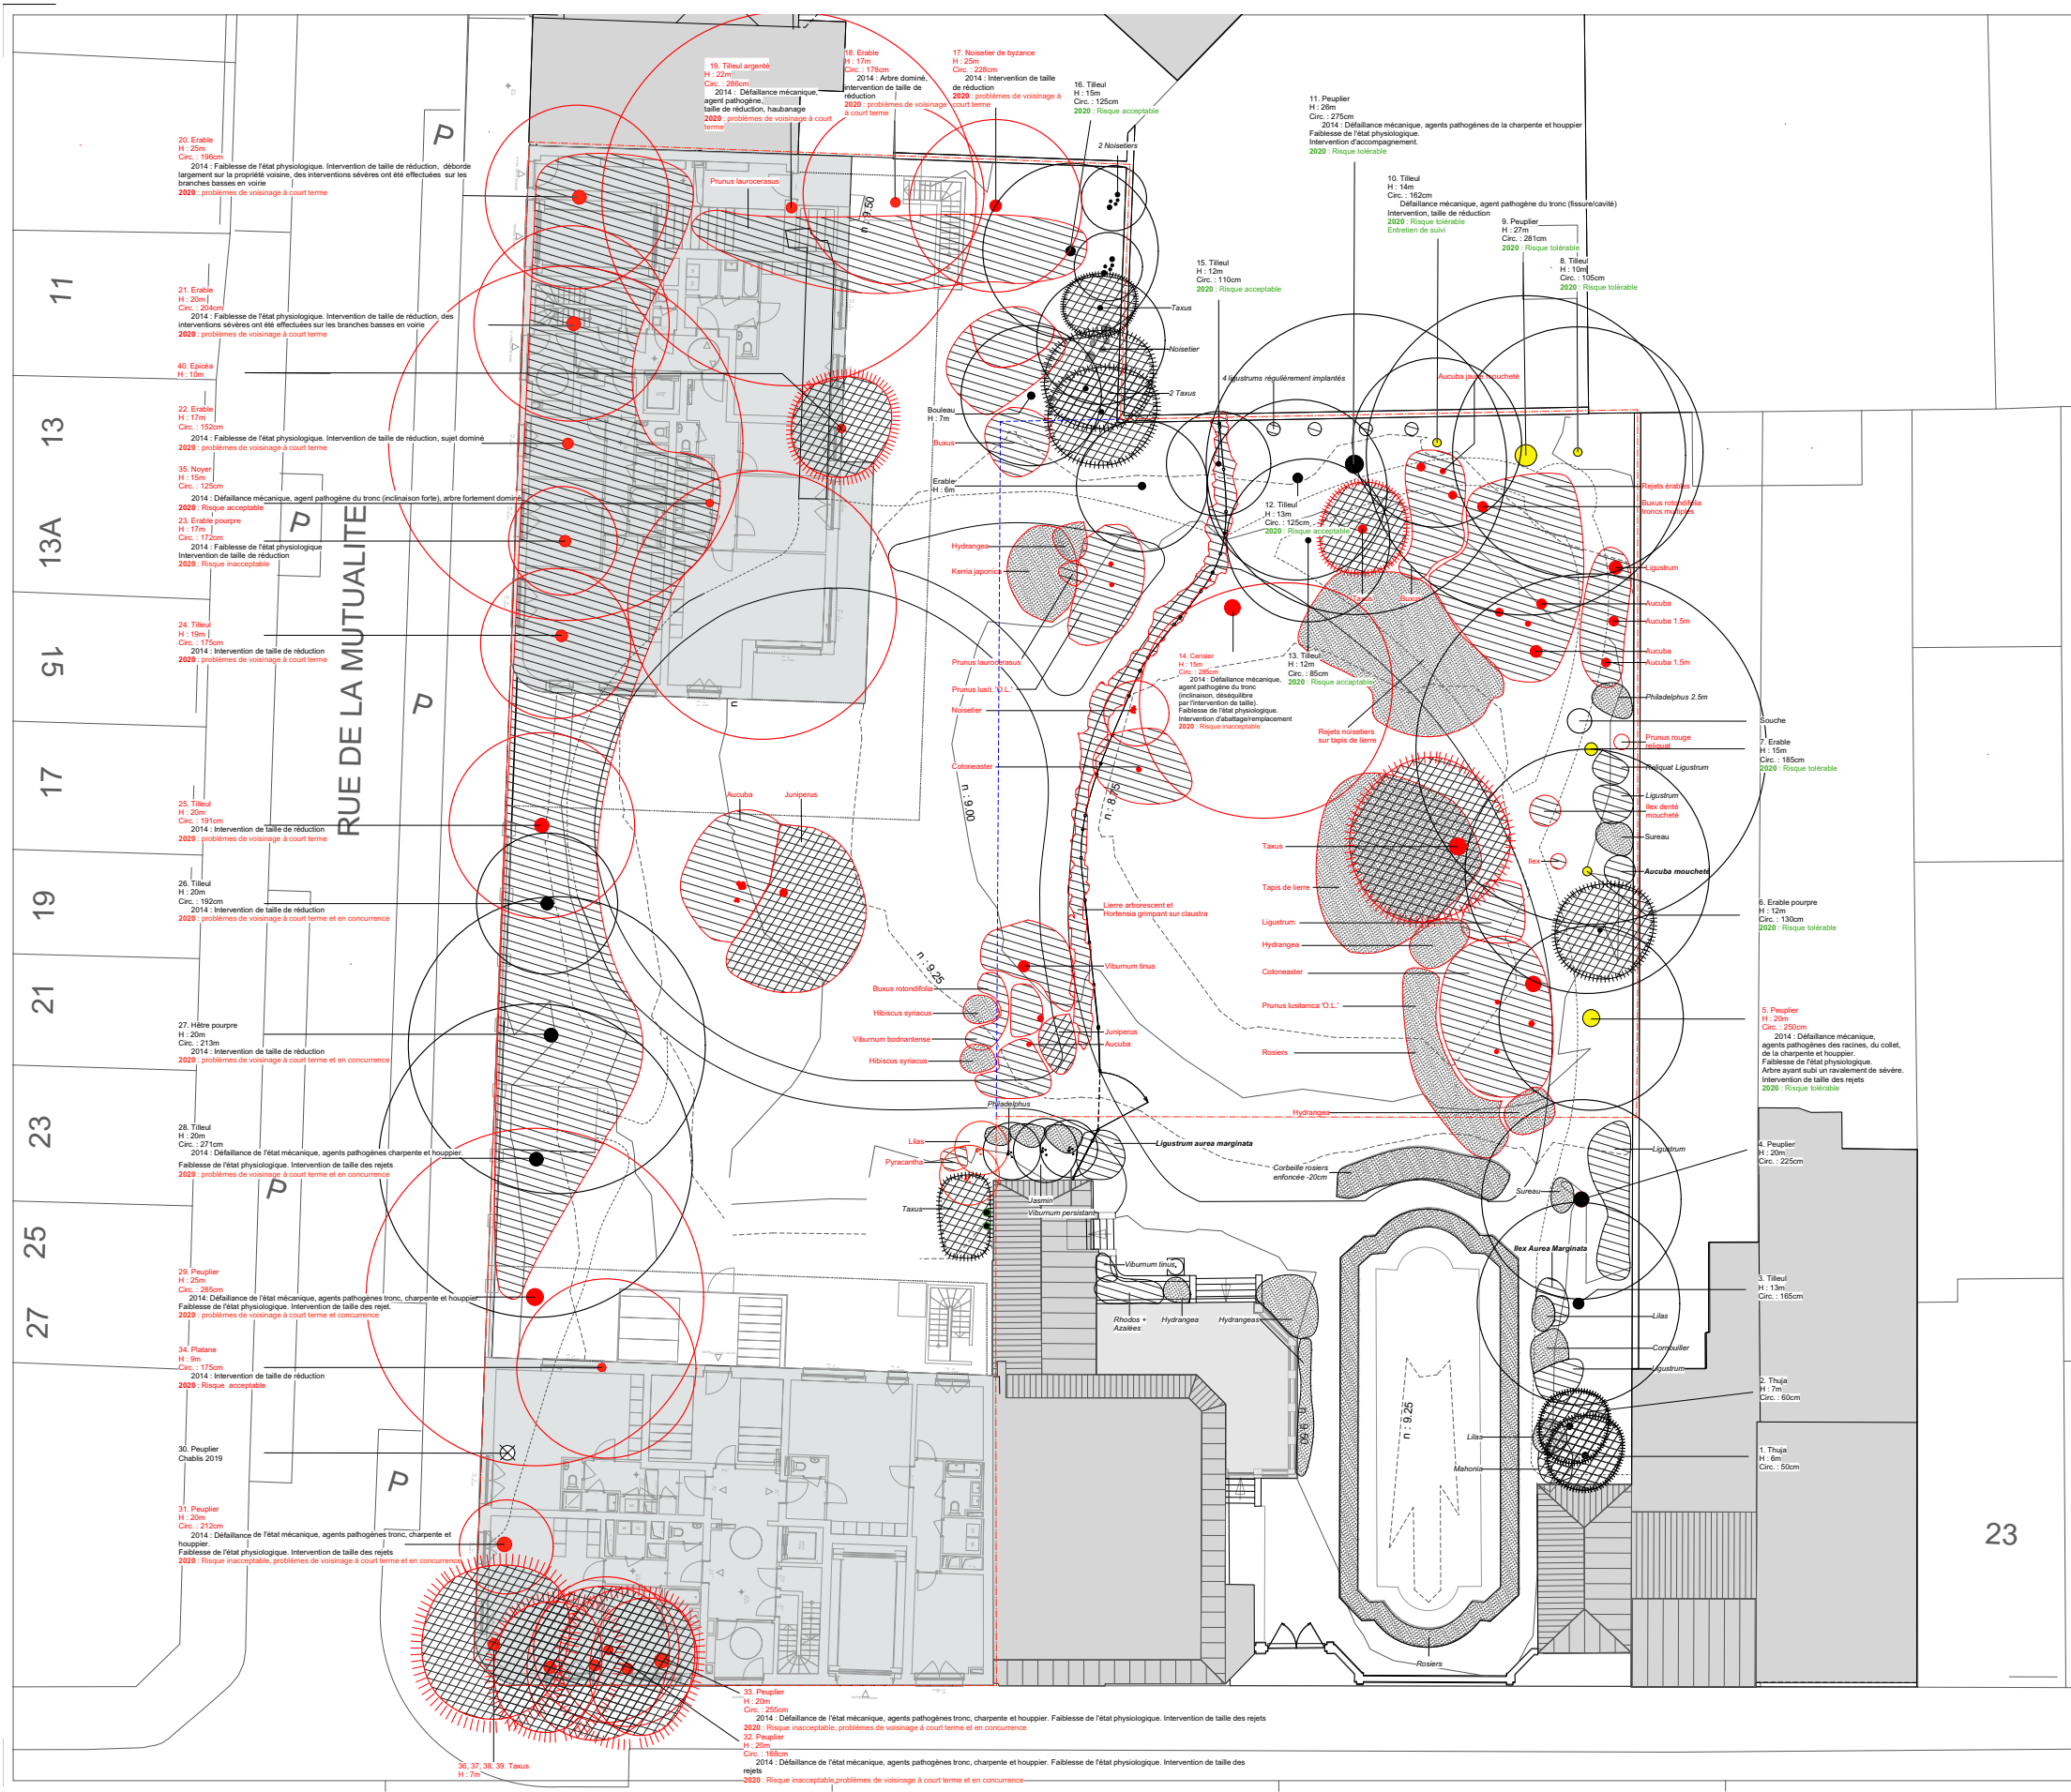 19. Tilleul argenté
H : 22m
Circ. : 286cm
2014 : Défaillance mécanique,
agent pathogène,
taille de réduction, haubanage
2020 : problèmes de voisinage à court
terme
18. Erable
H : 17m
Circ. : 178cm
2014 : Arbre dominé,
intervention de taille de
réduction
2020 : problèmes de voisinage
à court terme
17. Noisetier de byzance
H : 25m
Circ. : 228cm
2014 : Intervention de taille
de réduction
2020 : problèmes de voisinage à
court terme
16. Tilleul
H : 15m
Circ. : 125cm
2020 : Risque acceptable
11. Peuplier
H : 26m
Circ. : 275cm
2014 : Défaillance mécanique, agents pathogènes de la charpente et houppier
Faiblesse de l'état physiologique.
Intervention d'accompagnement.
2020 : Risque tolérable
10. Tilleul
H : 14m
Circ. : 162cm
Défaillance mécanique, agent pathogène du tronc (fissure/cavité)
Intervention, taille de réduction
2020 : Risque tolérable
Entretien de suivi
9. Peuplier
H : 27m
Circ. : 281cm
2020 : Risque tolérable
8. Tilleul
H : 10m
Circ. : 105cm
2020 : Risque tolérable
15. Tilleul
H : 12m
Circ. : 110cm
2020 : Risque acceptable
20. Erable
H : 25m
Circ. : 196cm
2014 : Faiblesse de l'état physiologique. Intervention de taille de réduction, déborde
largement sur la propriété voisine, des interventions sévères ont été effectuées sur les
branches basses en voirie
2020 : problèmes de voisinage à court terme
21. Erable
H : 20m
Circ. : 204cm
2014 : Faiblesse de l'état physiologique. Intervention de taille de réduction, des
interventions sévères ont été effectuées sur les branches basses en voirie
2020 : problèmes de voisinage à court terme
40. Epicéa
H : 10m
22. Erable
H : 17m
Circ. : 152cm
2014 : Faiblesse de l'état physiologique. Intervention de taille de réduction, sujet dominé
2020 : problèmes de voisinage à court terme
35. Noyer
H : 15m
Circ. : 125cm
2014 : Défaillance mécanique, agent pathogène du tronc (inclinaison forte), arbre fortement dominé
2020 : Risque acceptable
23. Erable pourpre
H : 17m
Circ. : 172cm
2014 : Faiblesse de l'état physiologique
Intervention de taille de réduction
2020 : Risque inacceptable
24. Tilleul
H : 19m
Circ. : 175cm
2014 : Intervention de taille de réduction
2020 : problèmes de voisinage à court terme
25. Tilleul
H : 20m
Circ. : 191cm
2014 : Intervention de taille de réduction
2020 : problèmes de voisinage à court terme
26. Tilleul
H : 20m
Circ. : 192cm
2014 : Intervention de taille de réduction
2020 : problèmes de voisinage à court terme et en concurrence
27. Hêtre pourpre
H : 20m
Circ. : 213m
2014 : Intervention de taille de réduction
2020 : problèmes de voisinage à court terme et en concurrence
28. Tilleul
H : 20m
Circ. : 271cm
2014 : Défaillance de l'état mécanique, agents pathogènes charpente et houppier.
Faiblesse de l'état physiologique. Intervention de taille des rejets
2020 : problèmes de voisinage à court terme et en concurrence
29. Peuplier
H : 25m
Circ. : 285cm
2014: Défaillance de l'état mécanique, agents pathogènes tronc, charpente et houppier.
Faiblesse de l'état physiologique. Intervention de taille des rejet.
2020 : problèmes de voisinage à court terme et concurrence
34. Platane
H : 9m
Circ. : 175cm
2014 : Intervention de taille de réduction
2020 : Risque acceptable
30. Peuplier
Chablis 2019
31. Peuplier
H : 20m
Circ. : 212cm
2014 : Défaillance de l'état mécanique, agents pathogènes tronc, charpente et
houppier.
Faiblesse de l'état physiologique. Intervention de taille des rejets
2020 : Risque inacceptable, problèmes de voisinage à court terme et en concurrence
36, 37, 38, 39. Taxus
H : 7m
33. Peuplier
H : 20m
Circ. : 255cm
2014 : Défaillance de l'état mécanique, agents pathogènes tronc, charpente et houppier. Faiblesse de l'état physiologique. Intervention de taille des rejets
2020 : Risque inacceptable, problèmes de voisinage à court terme et en concurrence
32. Peuplier
H : 20m
Circ. : 168cm
2014 : Défaillance de l'état mécanique, agents pathogènes tronc, charpente et houppier. Faiblesse de l'état physiologique. Intervention de taille des
rejets
2020 : Risque inacceptable,problèmes de voisinage à court terme et en concurrence
RUE DE LA MUTUALITE
11
13
13A
15
17
19
21
23
25
27
P
P
P
P
P
Prunus laurocerasus
n : 9.50
2 Noisetiers
Taxus
Noisetier
2 Taxus
Bouleau
H : 7m
Buxus
Erable
H : 6m
4 ligustrums régulièrement implantés
Aucuba jaune moucheté
Rejets érables
Buxus rotondifolia
troncs multiples
12. Tilleul
H : 13m
Circ. : 125cm
2020 : Risque acceptable
Hydrangea
Kerria japonica
Taxus
Buxus
Ligustrum
Aucuba
Aucuba 1.5m
Aucuba
Aucuba 1.5m
Prunus laurocerasus
Prunus lusit. 'O.L.'
Noisetier
Cotoneaster
14. Cerisier
H : 15m
Circ. : 285cm
2014 : Défaillance mécanique,
agent pathogène du tronc
(inclinaison, déséquilibre
par l'intervention de taille).
Faiblesse de l'état physiologique.
Intervention d'abattage/remplacement
2020 : Risque inacceptable
13. Tilleul
H : 12m
Circ. : 85cm
2020 : Risque acceptable
Rejets noisetiers
sur tapis de lierre
Philadelphus 2.5m
Souche
Prunus rouge
reliquat
7. Erable
H : 15m
Circ. : 185cm
2020 : Risque tolérable
Reliquat Ligustrum
Ligustrum
Ilex denté
moucheté
Sureau
Ilex
Aucuba moucheté
6. Erable pourpre
H : 12m
Circ. : 130cm
2020 : Risque tolérable
n : 9.00
n : 8.75
Aucuba
Juniperus
Taxus
Tapis de lierre
Ligustrum
Hydrangea
Cotoneaster
Prunus lusitanica 'O.L.'
Rosiers
Hydrangea
Lierre arborescent et
Hortensia grimpant sur claustra
n : 9.25
Viburnum tinus
Buxus rotondifolia
Hibiscus syriacus
Viburnum bodnantense
Hibiscus syriacus
Juniperus
Aucuba
5. Peuplier
H : 20m
Circ. : 250cm
2014 : Défaillance mécanique,
agents pathogènes des racines, du collet,
de la charpente et houppier.
Faiblesse de l'état physiologique.
Arbre ayant subi un ravalement de sévère.
Intervention de taille des rejets
2020 : Risque tolérable
Philadelphus
Lilas
Pyracantha
Ligustrum aurea marginata
Taxus
Jasmin
Viburnum persistant
Corbeille rosiers
enfoncée -20cm
Ligustrum
Sureau
4. Peuplier
H : 20m
Circ. : 225cm
Ilex Aurea Marginata
Viburnum tinus
Rhodos +
Azalées
Hydrangea
Hydrangeas
3. Tilleul
H : 13m
Circ. : 165cm
Lilas
Cornouiller
Ligustrum
2. Thuja
H : 7m
Circ. : 60cm
Lilas
Mahonia
1. Thuja
H : 6m
Circ. : 50cm
n : 9.50
n : 9.25
Rosiers
23